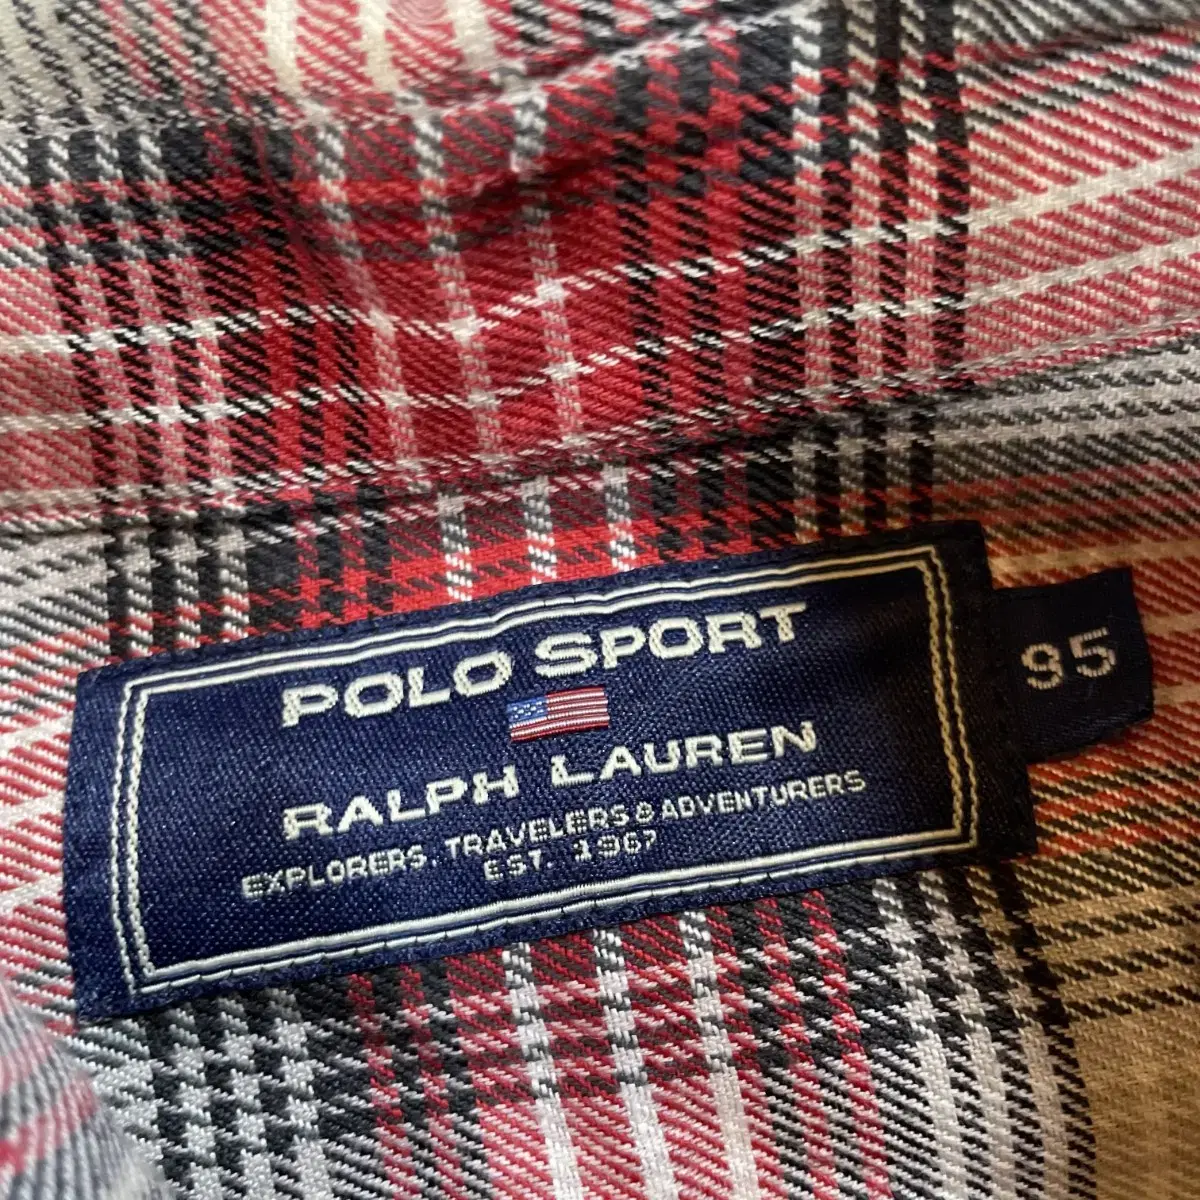 POLO SPORT
RALPH LAUREN
EXPLORERS, TRAVELERS & ADVENTURERS
EST. 1967
95